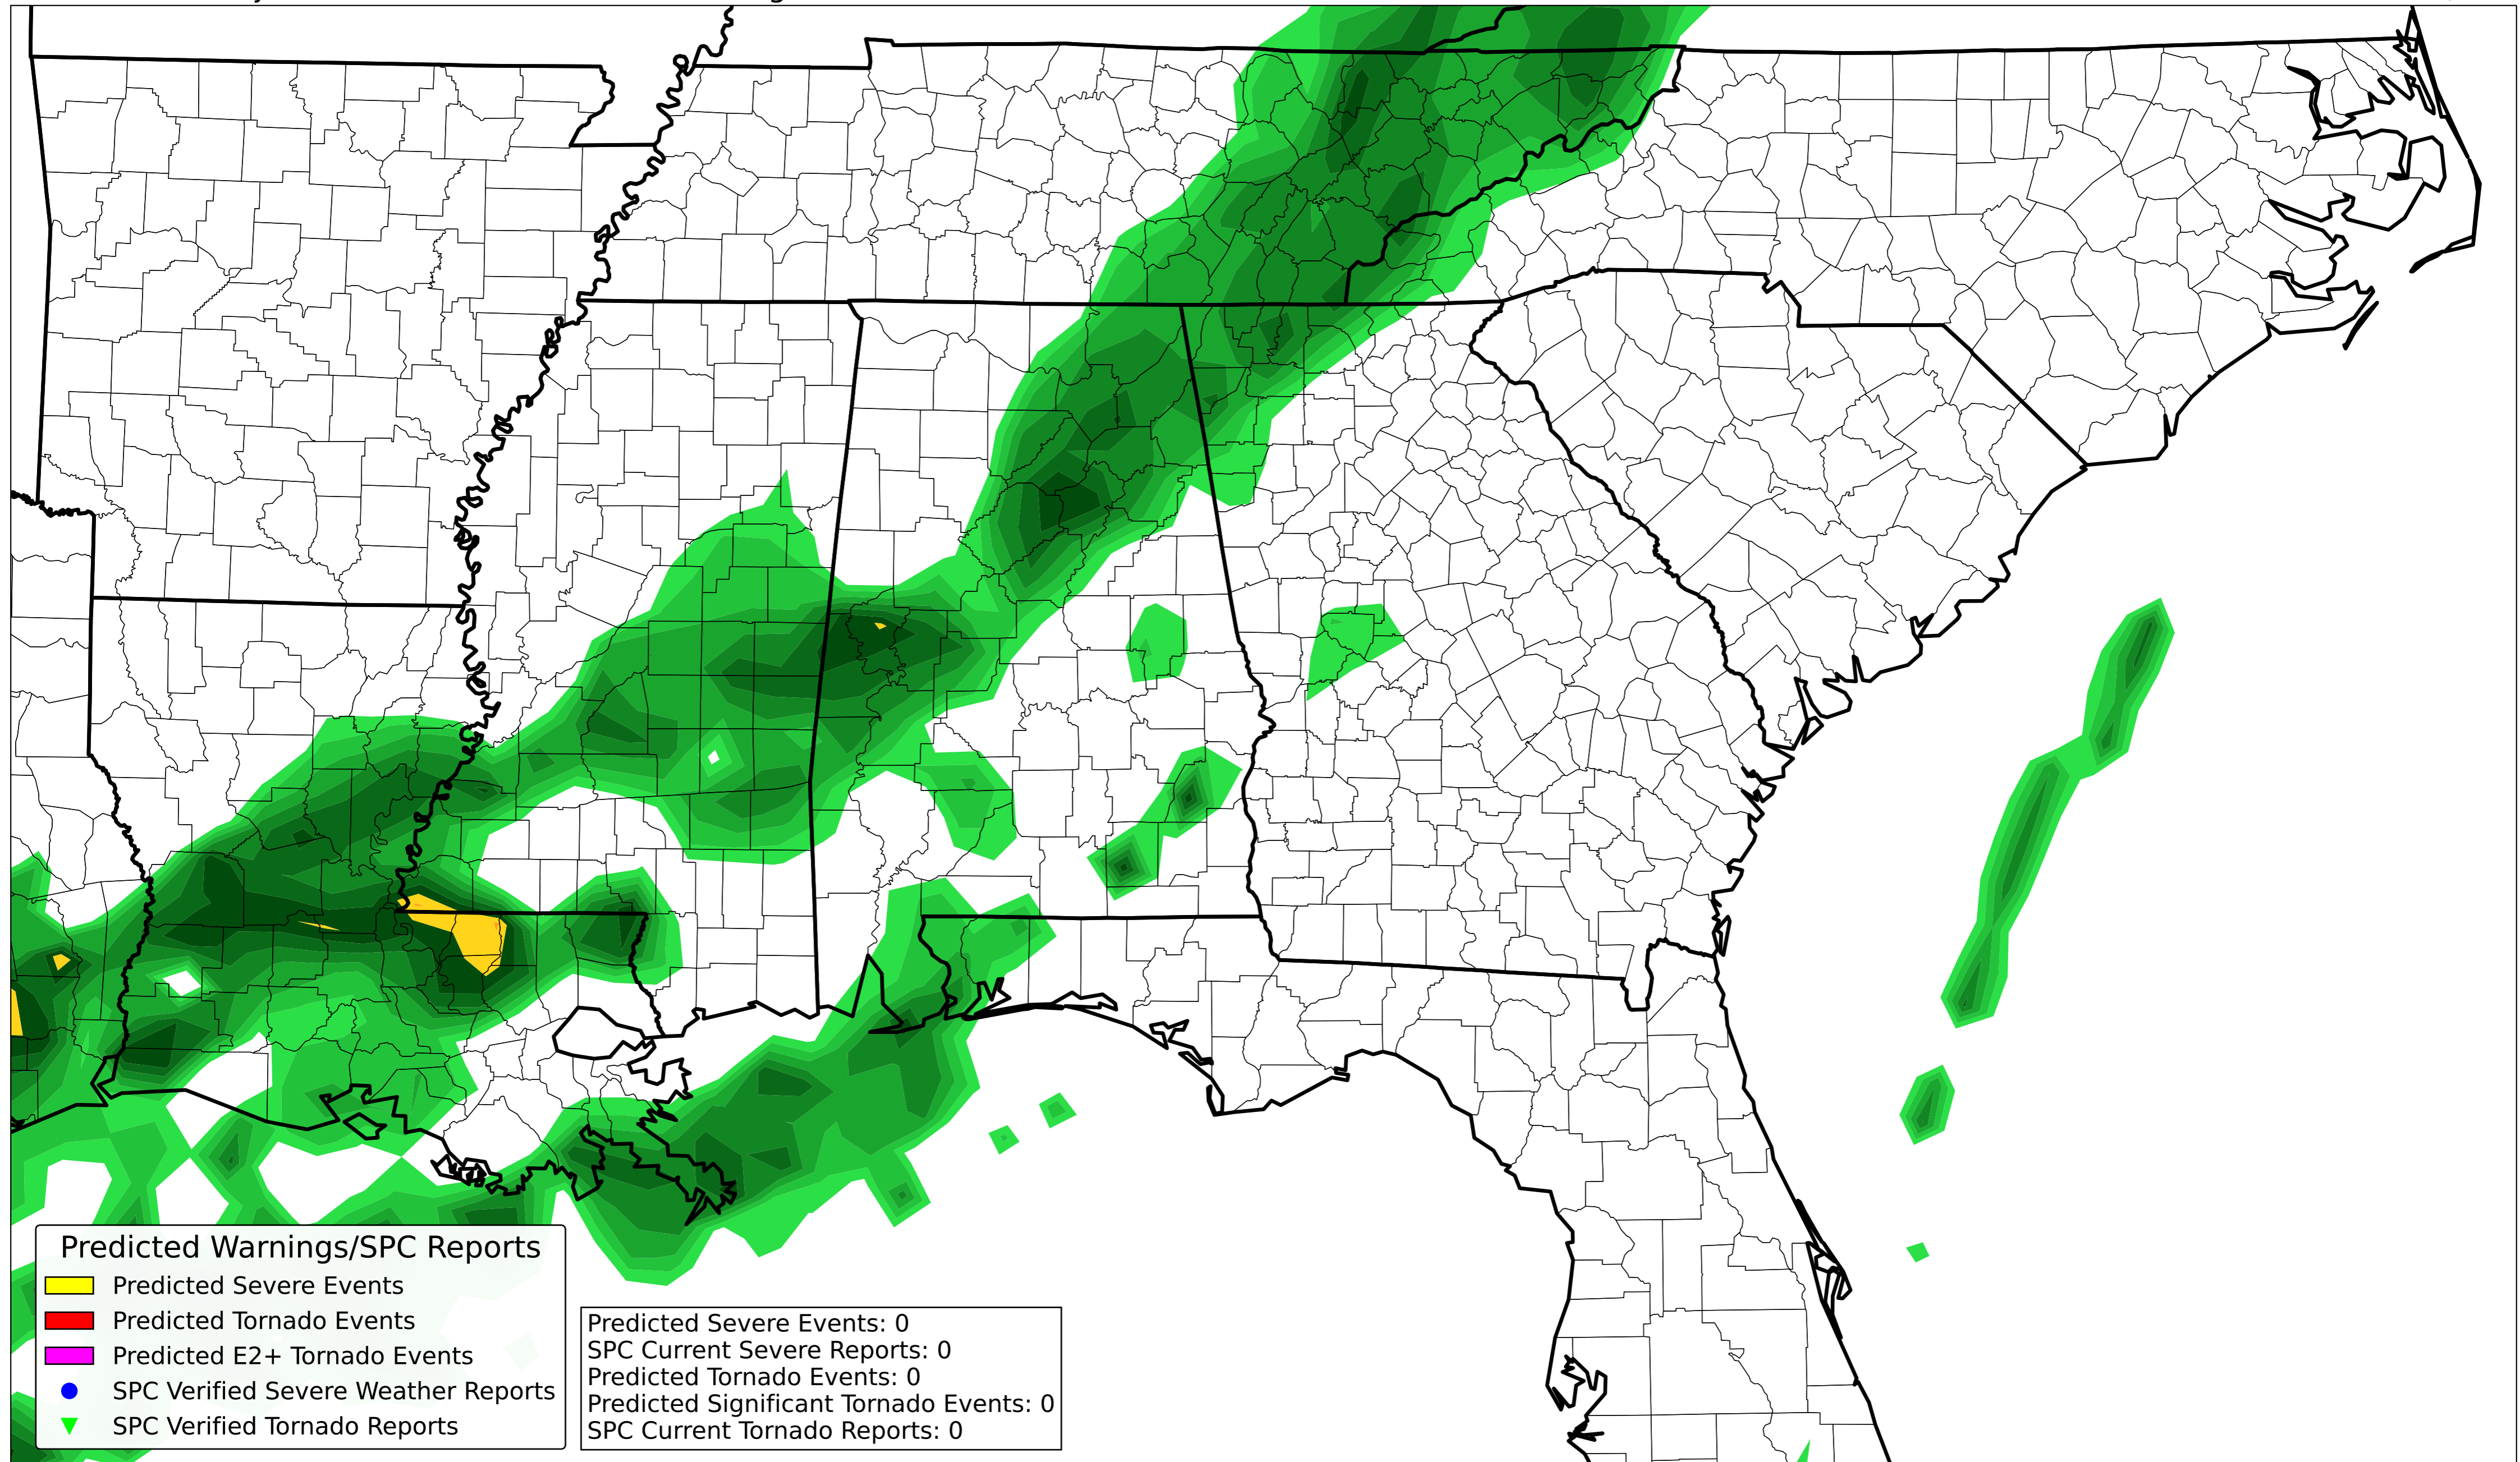 Predicted Warnings/SPC Reports
Predicted Severe Events
Predicted Tornado Events
Predicted E2+ Tornado Events
SPC Verified Severe Weather Reports
SPC Verified Tornado Reports
Predicted Severe Events: 0
SPC Current Severe Reports: 0
Predicted Tornado Events: 0
Predicted Significant Tornado Events: 0
SPC Current Tornado Reports: 0